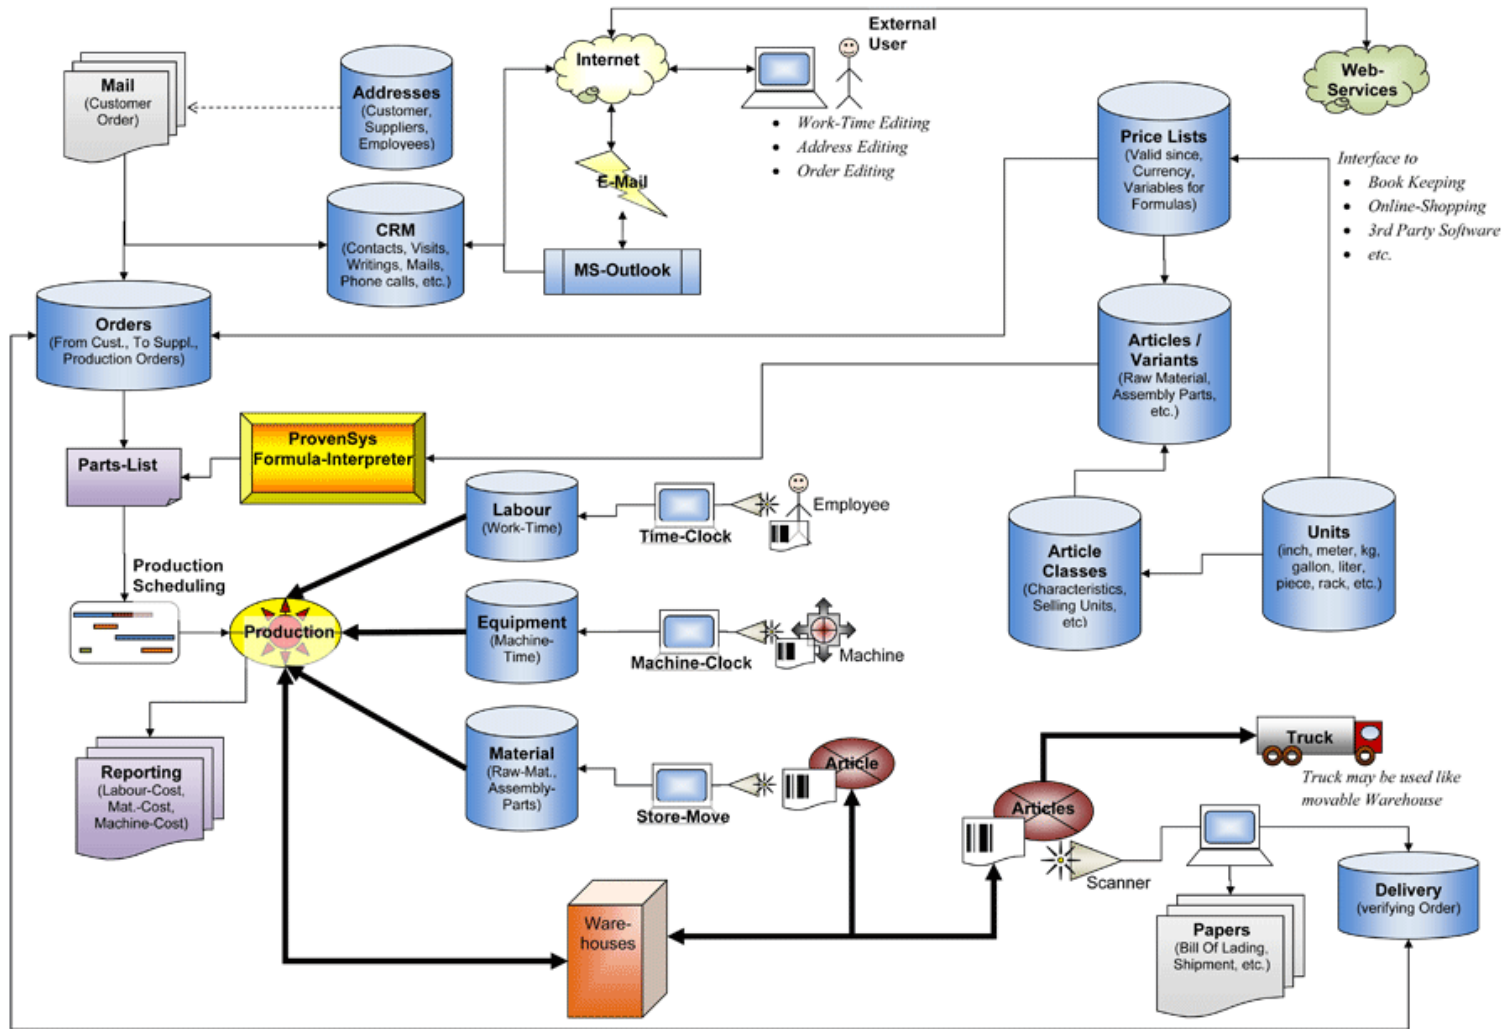 Mail
(Customer
Order)
Addresses
(Customer,
Suppliers,
Employees)
Internet
External
User
• Work-Time Editing
• Address Editing
• Order Editing
Web-
Services
Price Lists
(Valid since,
Currency,
Variables for
Formulas)
Interface to
• Book Keeping
• Online-Shopping
• 3rd Party Software
• etc.
E-Mail
CRM
(Contacts, Visits,
Writings, Mails,
Phone calls, etc.)
MS-Outlook
Orders
(From Cust., To Suppl.,
Production Orders)
Articles /
Variants
(Raw Material,
Assembly Parts,
etc.)
Parts-List
ProvenSys
Formula-Interpreter
Labour
(Work-Time)
Time-Clock
Employee
Article
Classes
(Characteristics,
Selling Units,
etc)
Units
(inch, meter, kg,
gallon, liter,
piece, rack, etc.)
Production
Scheduling
Production
Equipment
(Machine-
Time)
Machine-Clock
Machine
Reporting
(Labour-Cost,
Mat.-Cost,
Machine-Cost)
Material
(Raw-Mat.,
Assembly-
Parts)
Store-Move
Article
Articles
Truck
Truck may be used like
movable Warehouse
Scanner
Delivery
(verifying Order)
Papers
(Bill Of Lading,
Shipment, etc.)
Ware-
houses